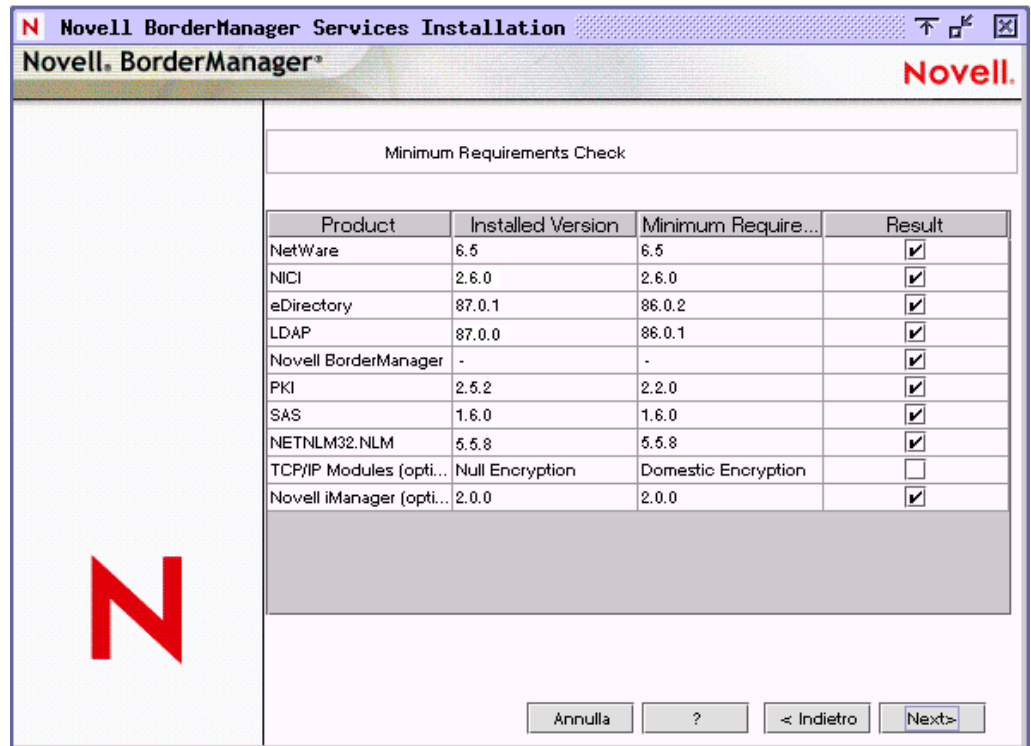 N Novell BorderManager Services Installation
Novell. BorderManager®
Novell.
Minimum Requirements Check
Product Installed Version Minimum Require... Result
NetWare 6.5 6.5
NICI 2.6.0 2.6.0
eDirectory 87.0.1 86.0.2
LDAP 87.0.0 86.0.1
Novell BorderManager - -
PKI 2.5.2 2.2.0
SAS 1.6.0 1.6.0
NETNLM32.NLM 5.5.8 5.5.8
TCP/IP Modules (opti... Null Encryption Domestic Encryption
Novell iManager (opti... 2.0.0 2.0.0
N
Annulla ? < Indietro Next>